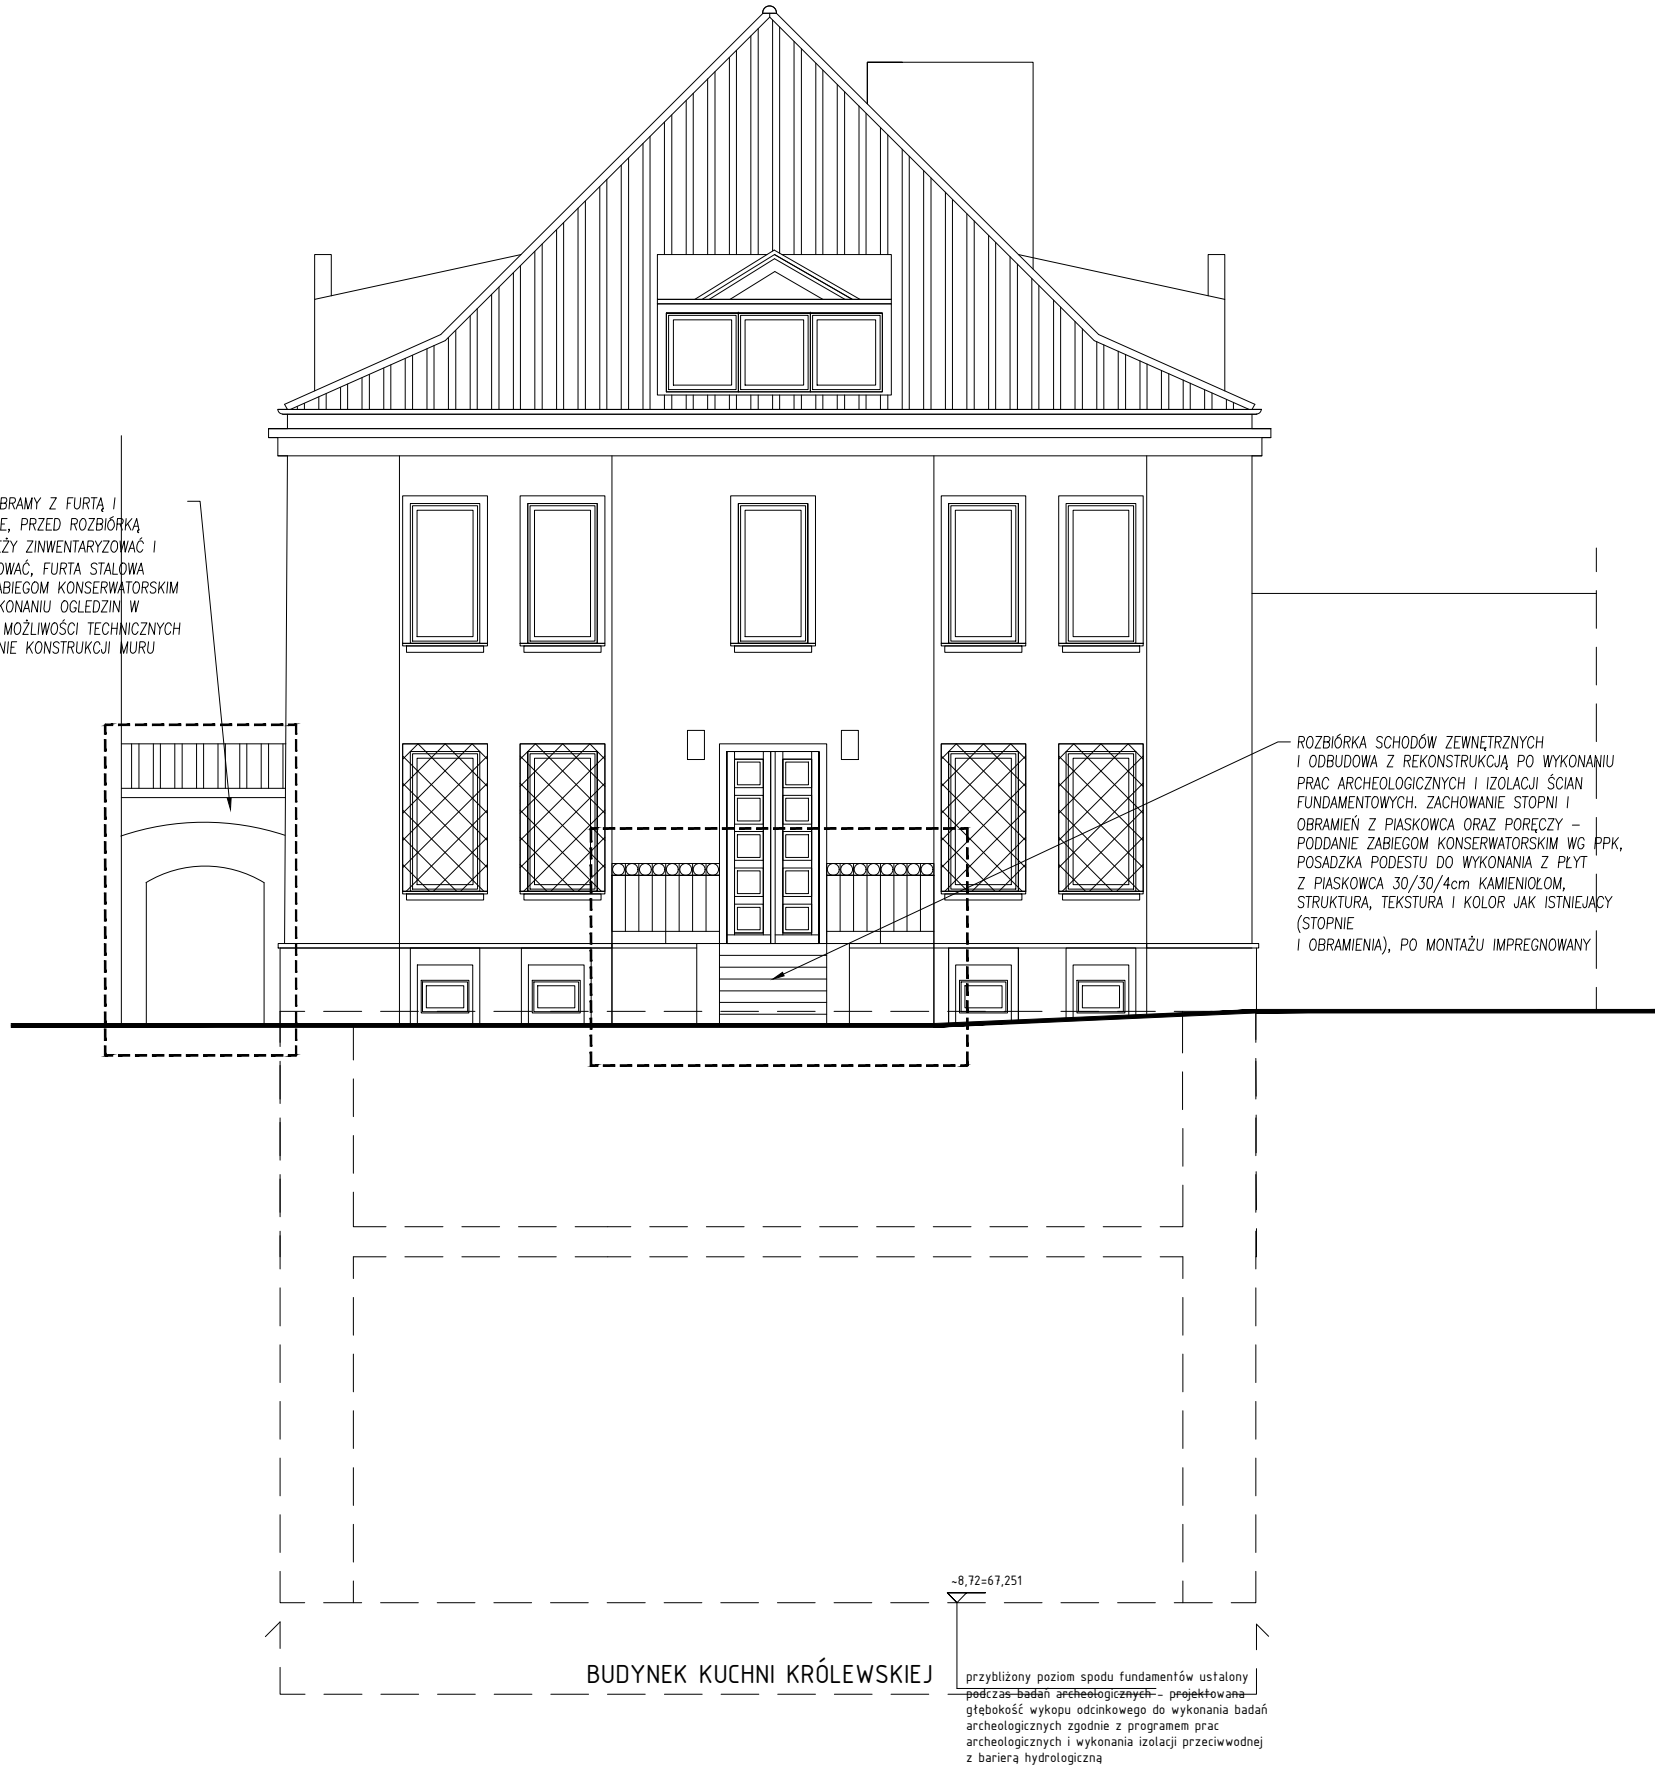 BRAMY Z FURTĄ I
E, PRZED ROZBIÓRKĄ
ŻY ZINWENTARYZOWAĆ I
OWAĆ, FURTA STALOWA
ABIEGOM KONSERWATORSKIM
KONANIU OGLEDZIN W
MOŻLIWOŚCI TECHNICZNYCH
NIE KONSTRUKCJI MURU
ROZBIÓRKA SCHODÓW ZEWNĘTRZNYCH
I ODBUDOWA Z REKONSTRUKCJĄ PO WYKONANIU
PRAC ARCHEOLOGICZNYCH I IZOLACJI ŚCIAN
FUNDAMENTOWYCH. ZACHOWANIE STOPNI I
OBRAMIEŃ Z PIASKOWCA ORAZ PORĘCZY –
PODDANIE ZABIEGOM KONSERWATORSKIM WG PPK,
POSADZKA PODESTU DO WYKONANIA Z PŁYT
Z PIASKOWCA 30/30/4cm KAMIENIOŁOM,
STRUKTURA, TEKSTURA I KOLOR JAK ISTNIEJĄCY
(STOPNIE
I OBRAMIENIA), PO MONTAŻU IMPREGNOWANY
~8,72=67,251
BUDYNEK KUCHNI KRÓLEWSKIEJ
przybliżony poziom spodu fundamentów ustalony
podczas badań archeologicznych - projektowana
głębokość wykopu odcinkowego do wykonania badań
archeologicznych zgodnie z programem prac
archeologicznych i wykonania izolacji przeciwwodnej
z barierą hydrologiczną